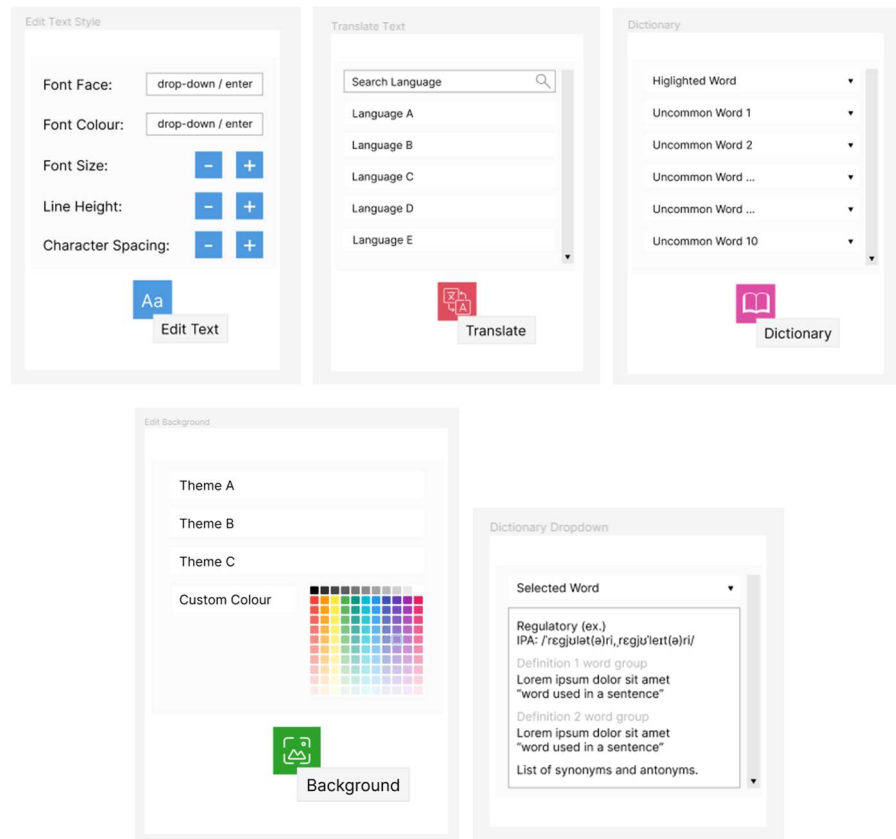 Edit Text Style
Font Face: drop-down / enter
Font Colour: drop-down / enter
Font Size: - +
Line Height: - +
Character Spacing: - +
Aa
Edit Text
Translate Text
Search Language
Language A
Language B
Language C
Language D
Language E
文 A
Translate
Dictionary
Higlighted Word
Uncommon Word 1
Uncommon Word 2
Uncommon Word ...
Uncommon Word ...
Uncommon Word 10
Dictionary
Edit Background
Theme A
Theme B
Theme C
Custom Colour
Background
Dictionary Dropdown
Selected Word
Regulatory (ex.)
IPA: /ˈrɛɡjʊlət(ə)ri,ˌrɛɡjʊˈleɪt(ə)ri/
Definition 1 word group
Lorem ipsum dolor sit amet
“word used in a sentence”
Definition 2 word group
Lorem ipsum dolor sit amet
“word used in a sentence”
List of synonyms and antonyms.